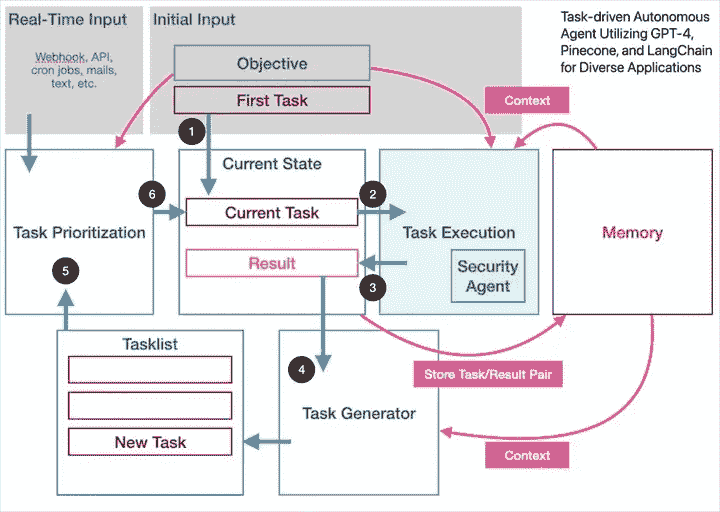 Real-Time Input
Webhook, API,
cron jobs, mails,
text, etc.
Initial Input
Objective
First Task
Task-driven Autonomous
Agent Utilizing GPT-4,
Pinecone, and LangChain
for Diverse Applications
Context
1
Current State
6
Current Task
2
Task Prioritization
Task Execution
Memory
5
Result
3
Security
Agent
Tasklist
4
Store Task/Result Pair
Task Generator
New Task
Context